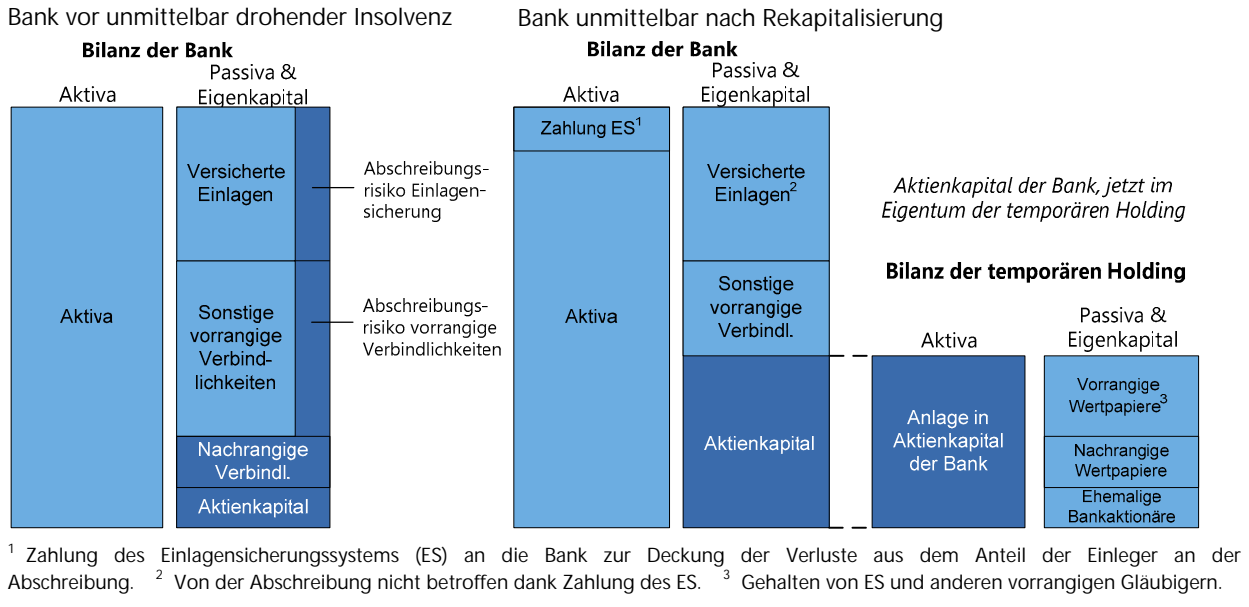 Bank vor unmittelbar drohender Insolvenz
Bilanz der Bank
Aktiva
Passiva &
Eigenkapital
Aktiva
Versicherte
Einlagen
Sonstige
vorrangige
Verbind-
lichkeiten
Nachrangige
Verbindl.
Aktienkapital
Abschreibungs-
risiko Einlagen-
sicherung
Abschreibungs-
risiko vorrangige
Verbindlichkeiten
Bank unmittelbar nach Rekapitalisierung
Bilanz der Bank
Aktiva
Passiva &
Eigenkapital
Zahlung ES¹
Aktiva
Versicherte
Einlagen²
Sonstige
vorrangige
Verbindl.
Aktienkapital
Aktienkapital der Bank, jetzt im
Eigentum der temporären Holding
Bilanz der temporären Holding
Aktiva
Passiva &
Eigenkapital
Anlage in
Aktienkapital
der Bank
Vorrangige
Wertpapiere³
Nachrangige
Wertpapiere
Ehemalige
Bankaktionäre
¹ Zahlung des Einlagensicherungssystems (ES) an die Bank zur Deckung der Verluste aus dem Anteil der Einleger an der
Abschreibung. ² Von der Abschreibung nicht betroffen dank Zahlung des ES. ³ Gehalten von ES und anderen vorrangigen Gläubigern.